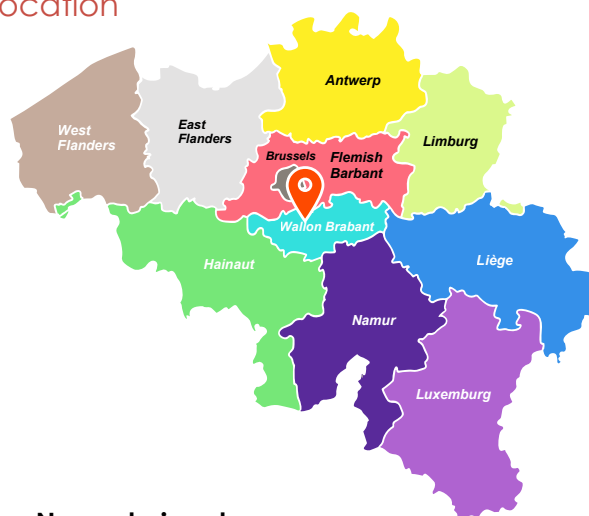 ocation
Antwerp
West
Flanders
East
Flanders
Limburg
Brussels
Flemish
Barbant
Wallon Brabant
Hainaut
Liège
Namur
Luxemburg